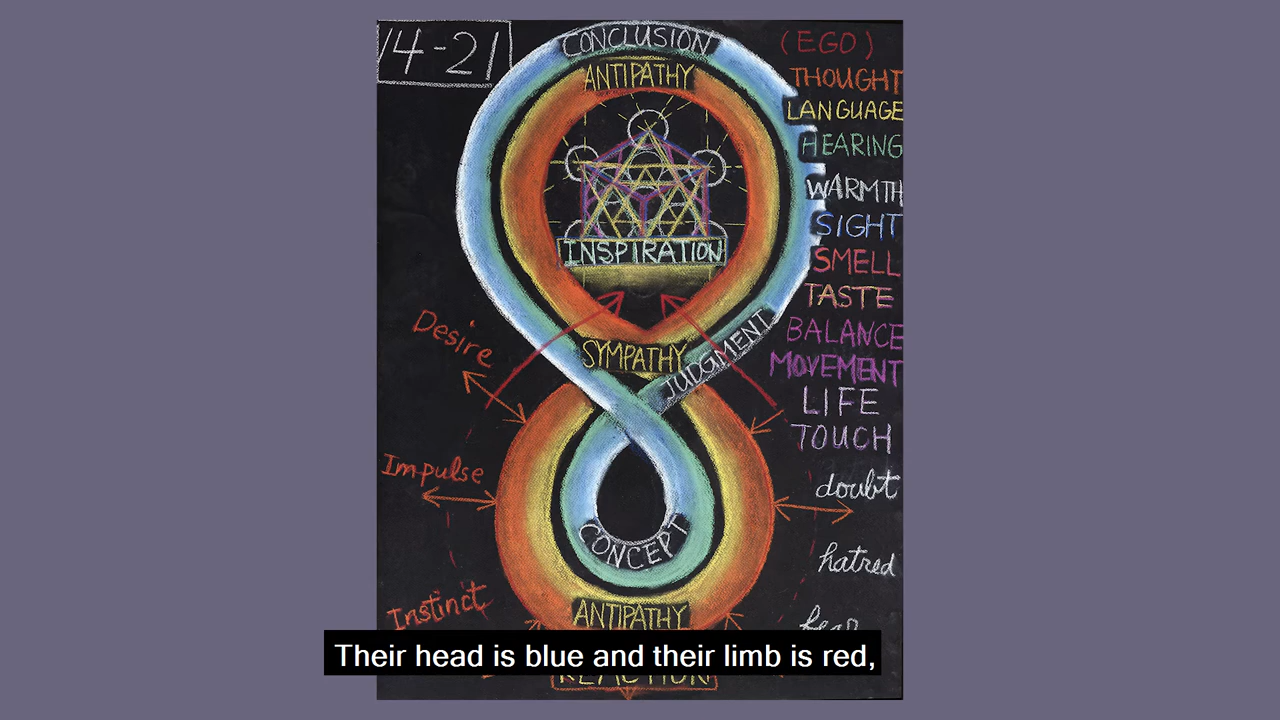 14-21
CONCLUSION
ANTIPATHY
INSPIRATION
SYMPATHY
JUDGMENT
CONCEPT
ANTIPATHY
REACTION
Desire
Impulse
Instinct
(EGO)
THOUGHT
LANGUAGE
HEARING
WARMTH
SIGHT
SMELL
TASTE
BALANCE
MOVEMENT
LIFE
TOUCH
doubt
hatred
Their head is blue and their limb is red,